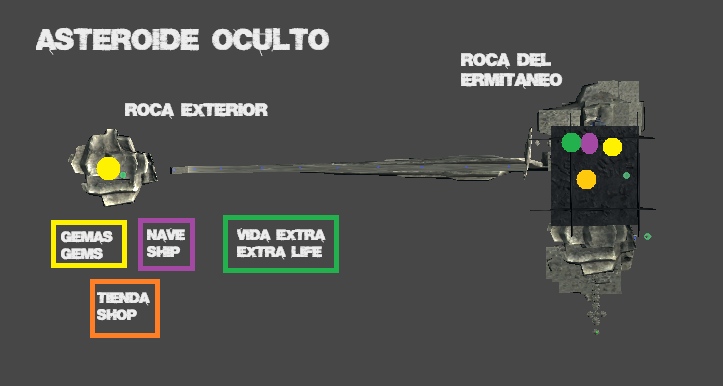 ASTEROIDE OCULTO
ROCA DEL
ERMITANEO
ROCA EXTERIOR
GEMAS
GEMS
NAVE
SHIP
VIDA EXTRA
EXTRA LIFE
TIENDA
SHOP